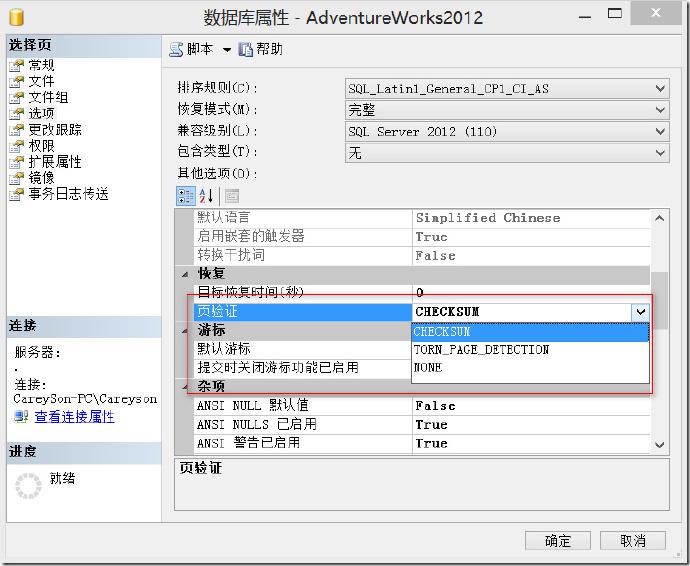 数据库属性 - AdventureWorks2012
选择页
常规
文件
文件组
选项
更改跟踪
权限
扩展属性
镜像
事务日志传送
脚本 帮助
排序规则(C): SQL_Latin1_General_CP1_CI_AS
恢复模式(M): 完整
兼容级别(L): SQL Server 2012 (110)
包含类型(T): 无
其他选项(O):
默认语言 Simplified Chinese
启用嵌套的触发器 True
转换干扰词 False
恢复
目标恢复时间(秒) 0
页验证 CHECKSUM
游标 CHECKSUM
默认游标 TORN_PAGE_DETECTION
提交时关闭游标功能已启用 NONE
杂项
ANSI NULL 默认值 False
ANSI NULLS 已启用 True
ANSI 警告已启用 True
页验证
连接
服务器:
.
连接:
CareySon-PC\Careyson
查看连接属性
进度
就绪
确定 取消